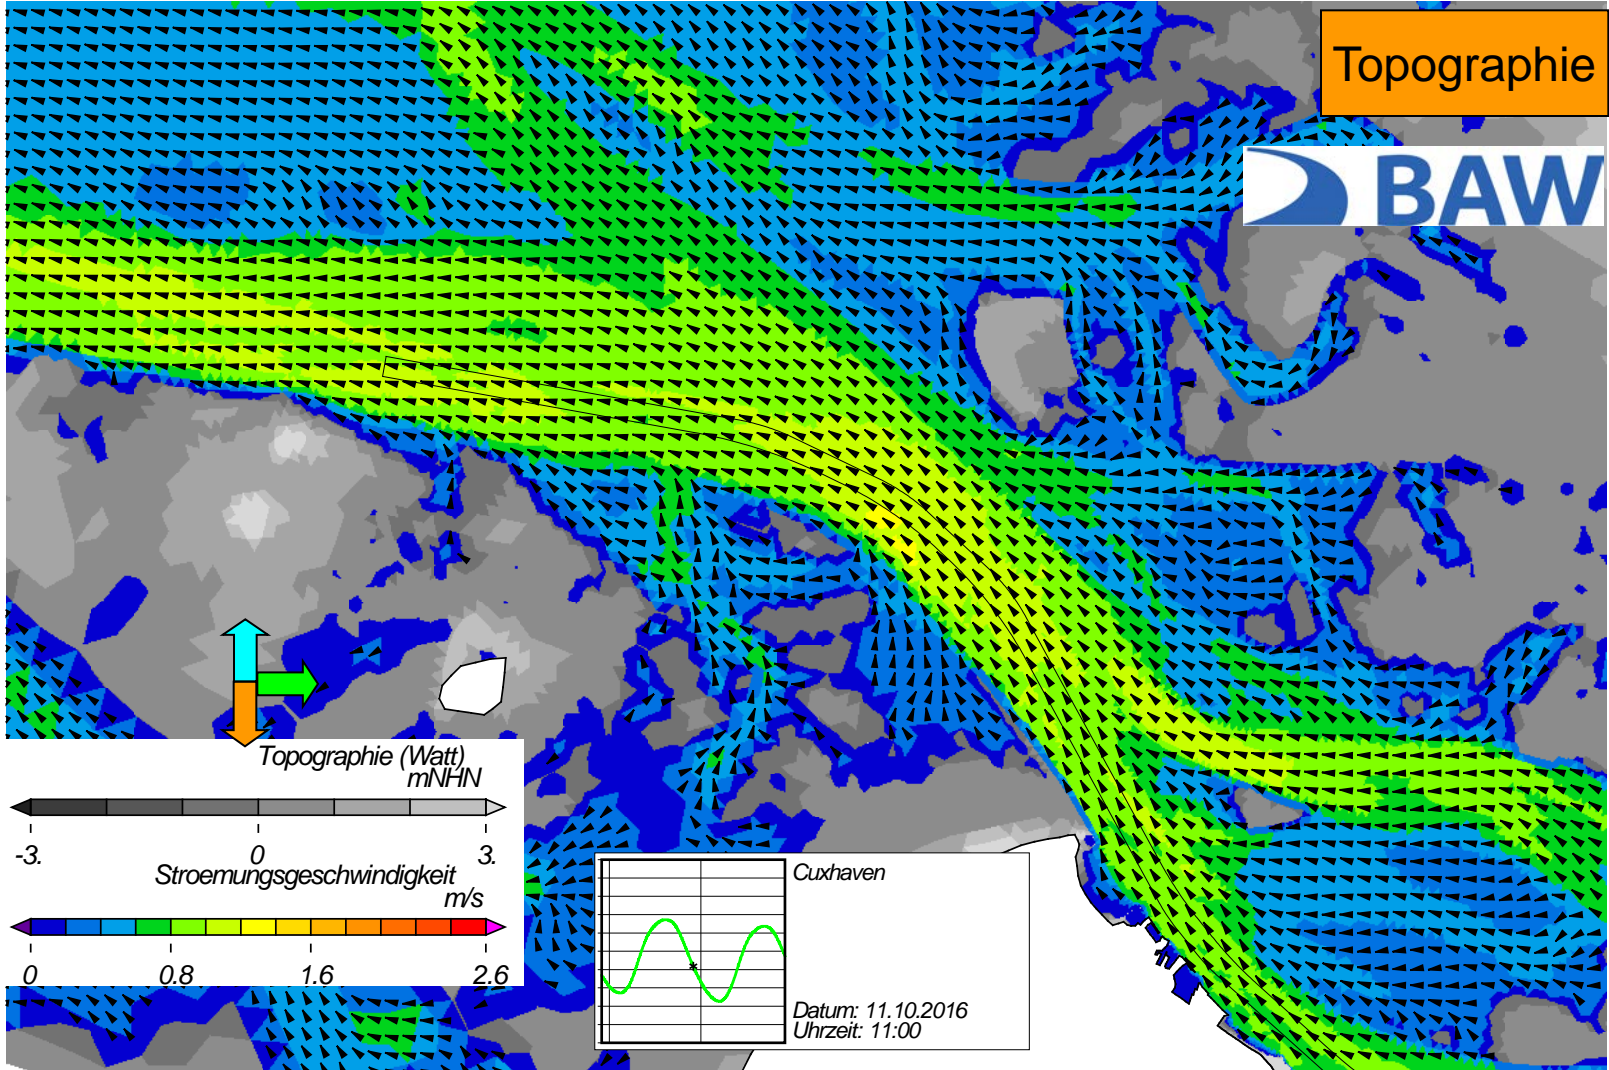 Topographie
BAW
Topographie (Watt)
mNHN
-3. 0 3.
Stroemungsgeschwindigkeit
m/s
0 0.8 1.6 2.6
Cuxhaven
Datum: 11.10.2016
Uhrzeit: 11:00